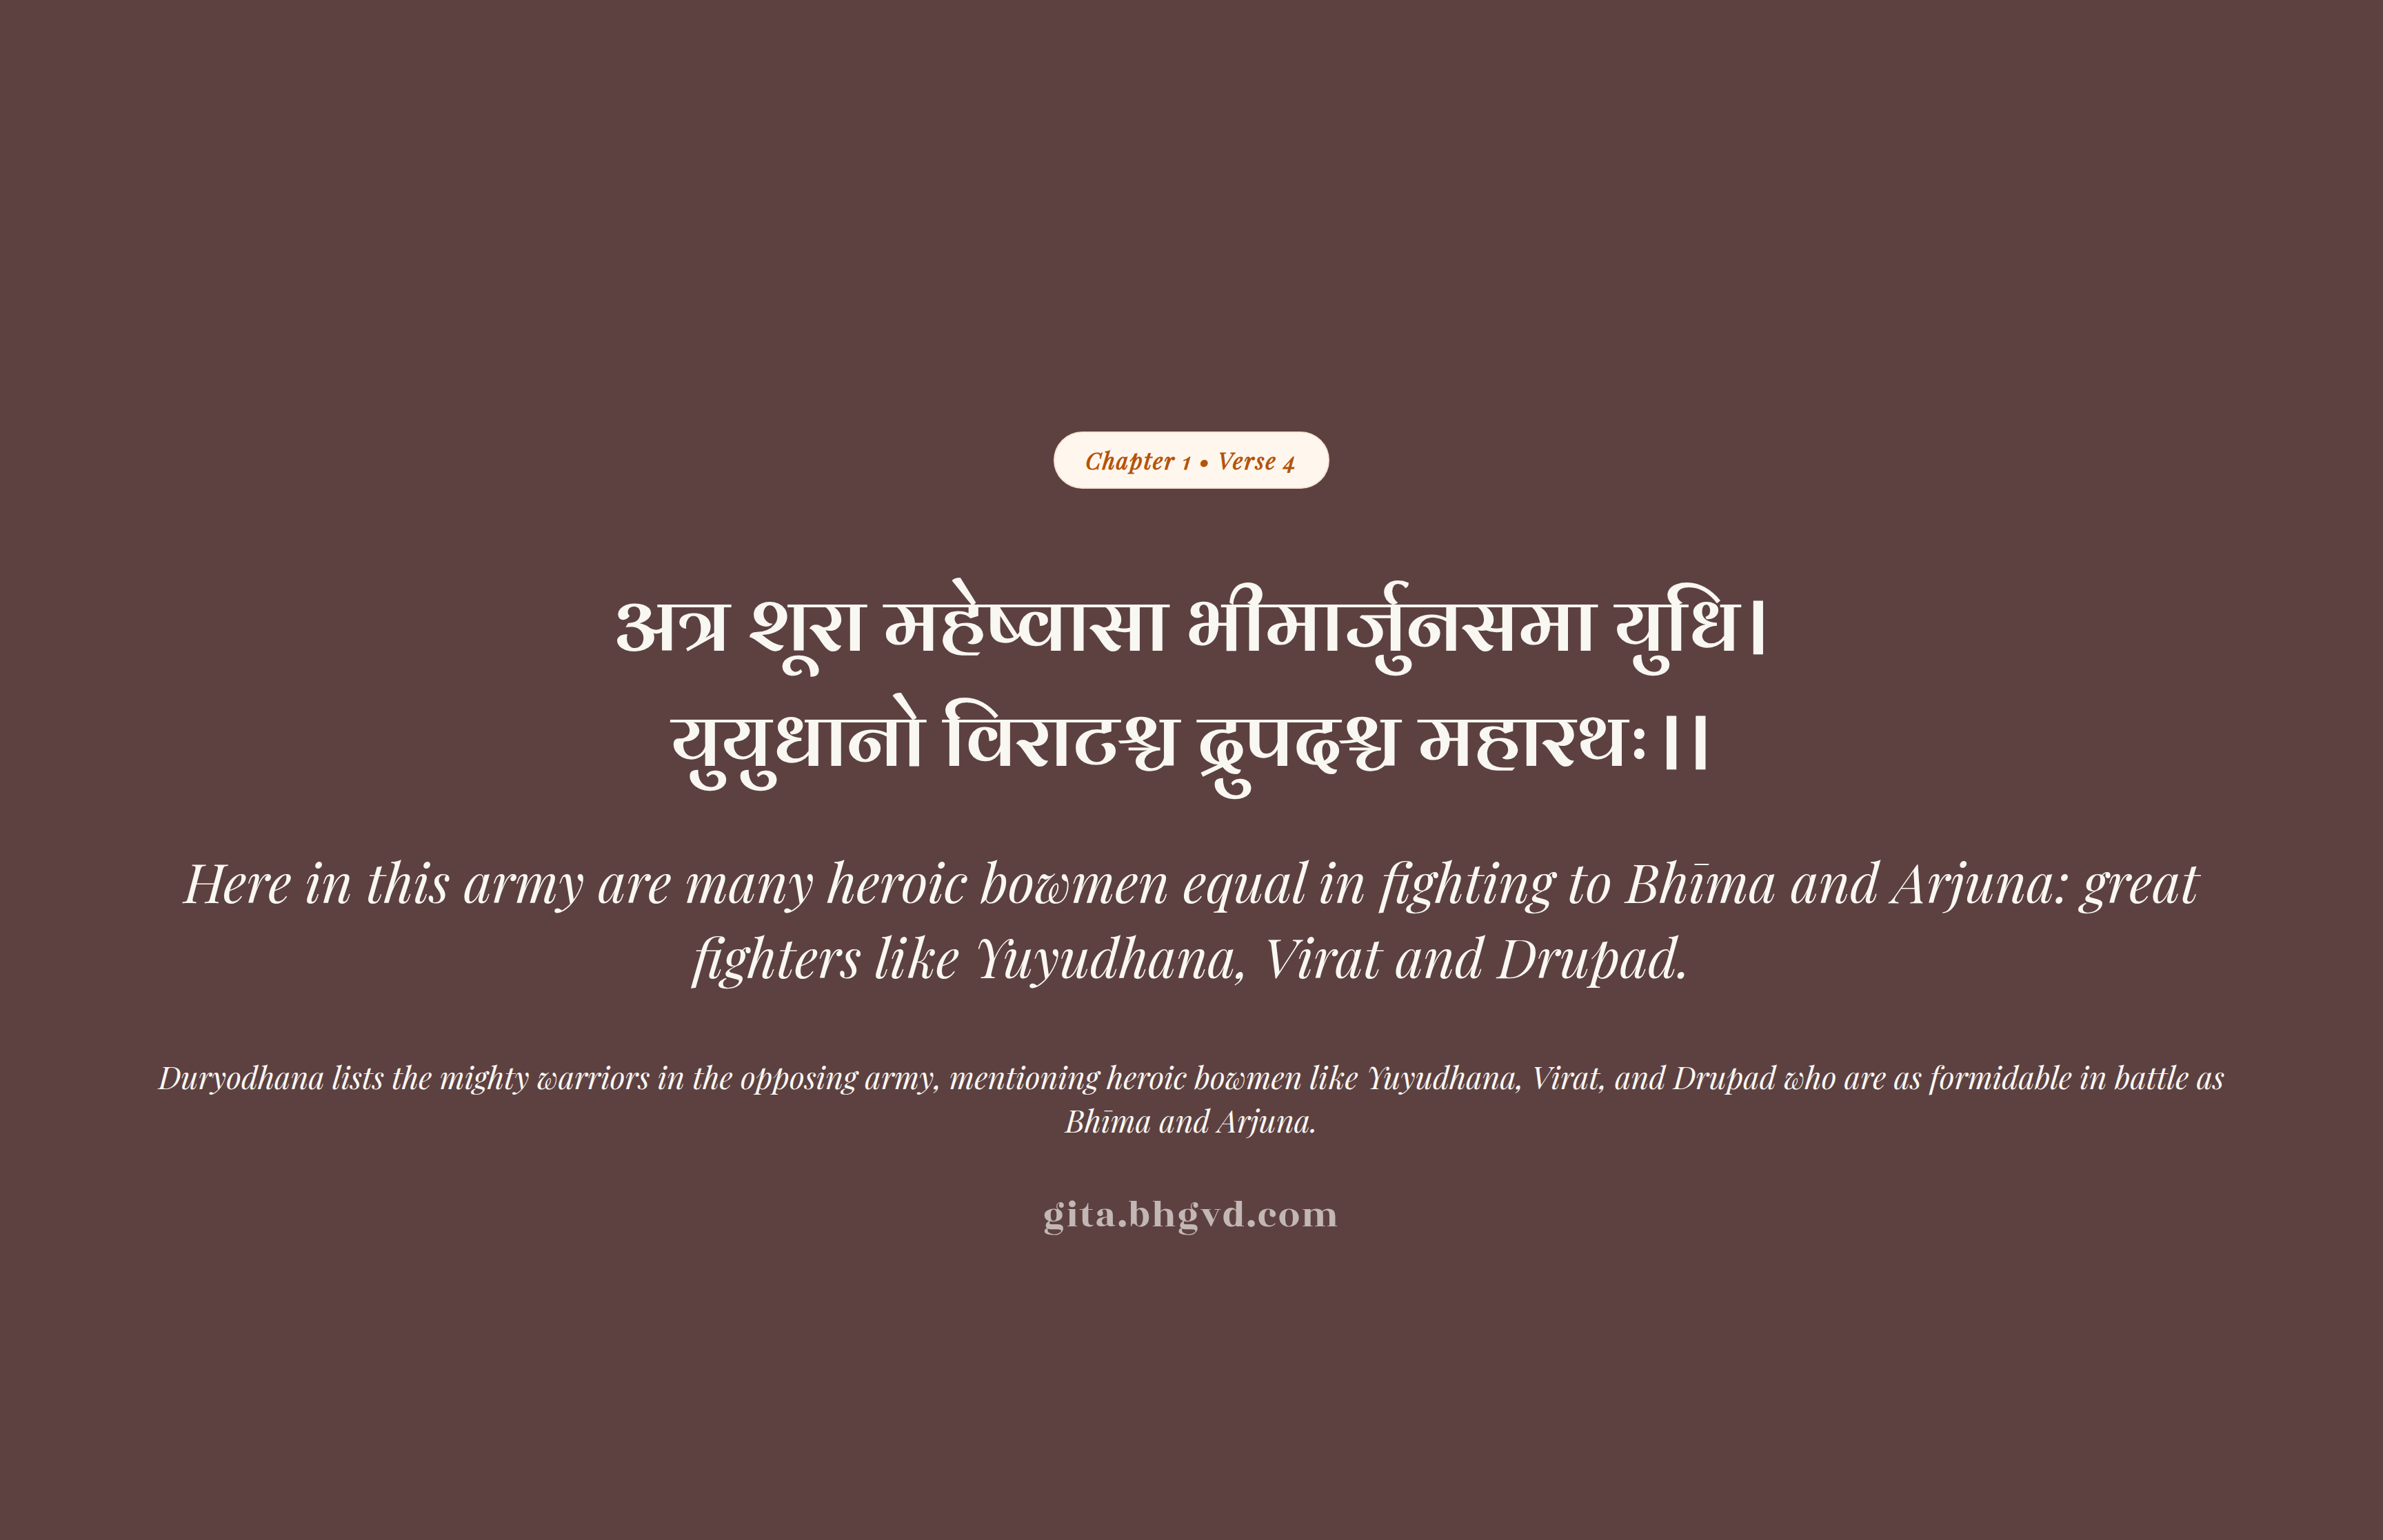 Chapter 1 • Verse 4
अत्र शूरा महेष्वासा भीमार्जुनसमा युधि।
युयुधानो विराटश्च द्रुपदश्च महारथः।।
Here in this army are many heroic bowmen equal in fighting to Bhīma and Arjuna: great
fighters like Yuyudhana, Virat and Drupad.
Duryodhana lists the mighty warriors in the opposing army, mentioning heroic bowmen like Yuyudhana, Virat, and Drupad who are as formidable in battle as
Bhīma and Arjuna.
gita.bhgvd.com